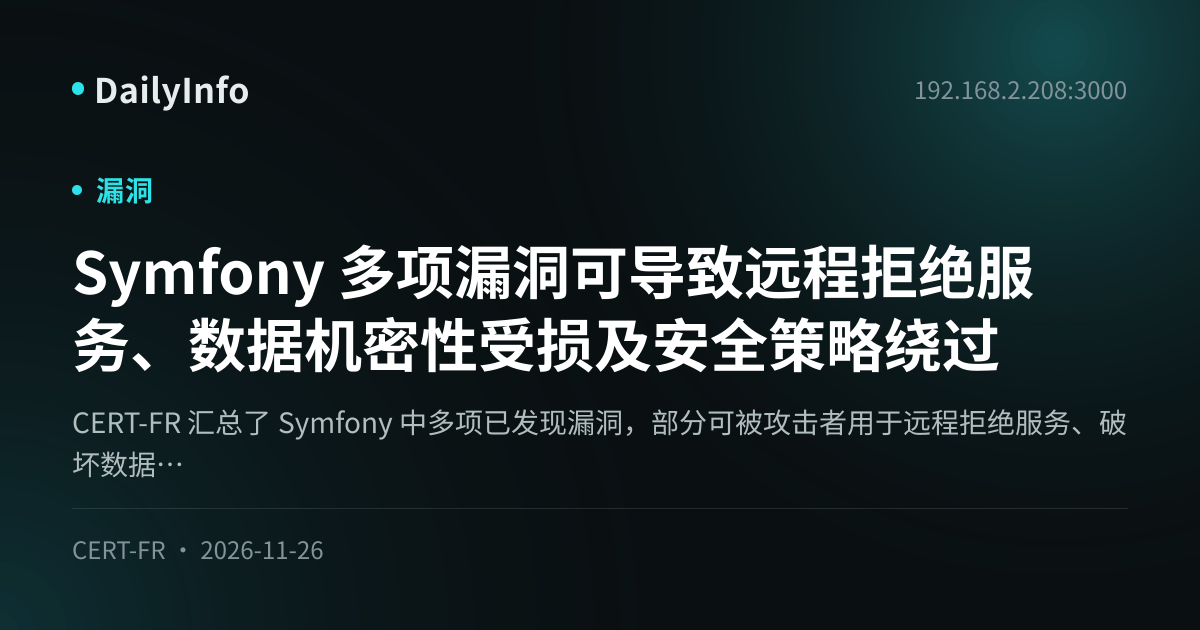 DailyInfo
192.168.2.208:3000
漏洞
Symfony 多项漏洞可导致远程拒绝服
务、数据机密性受损及安全策略绕过
CERT-FR 汇总了 Symfony 中多项已发现漏洞，部分可被攻击者用于远程拒绝服务、破
坏数据…
CERT-FR • 2026-11-26